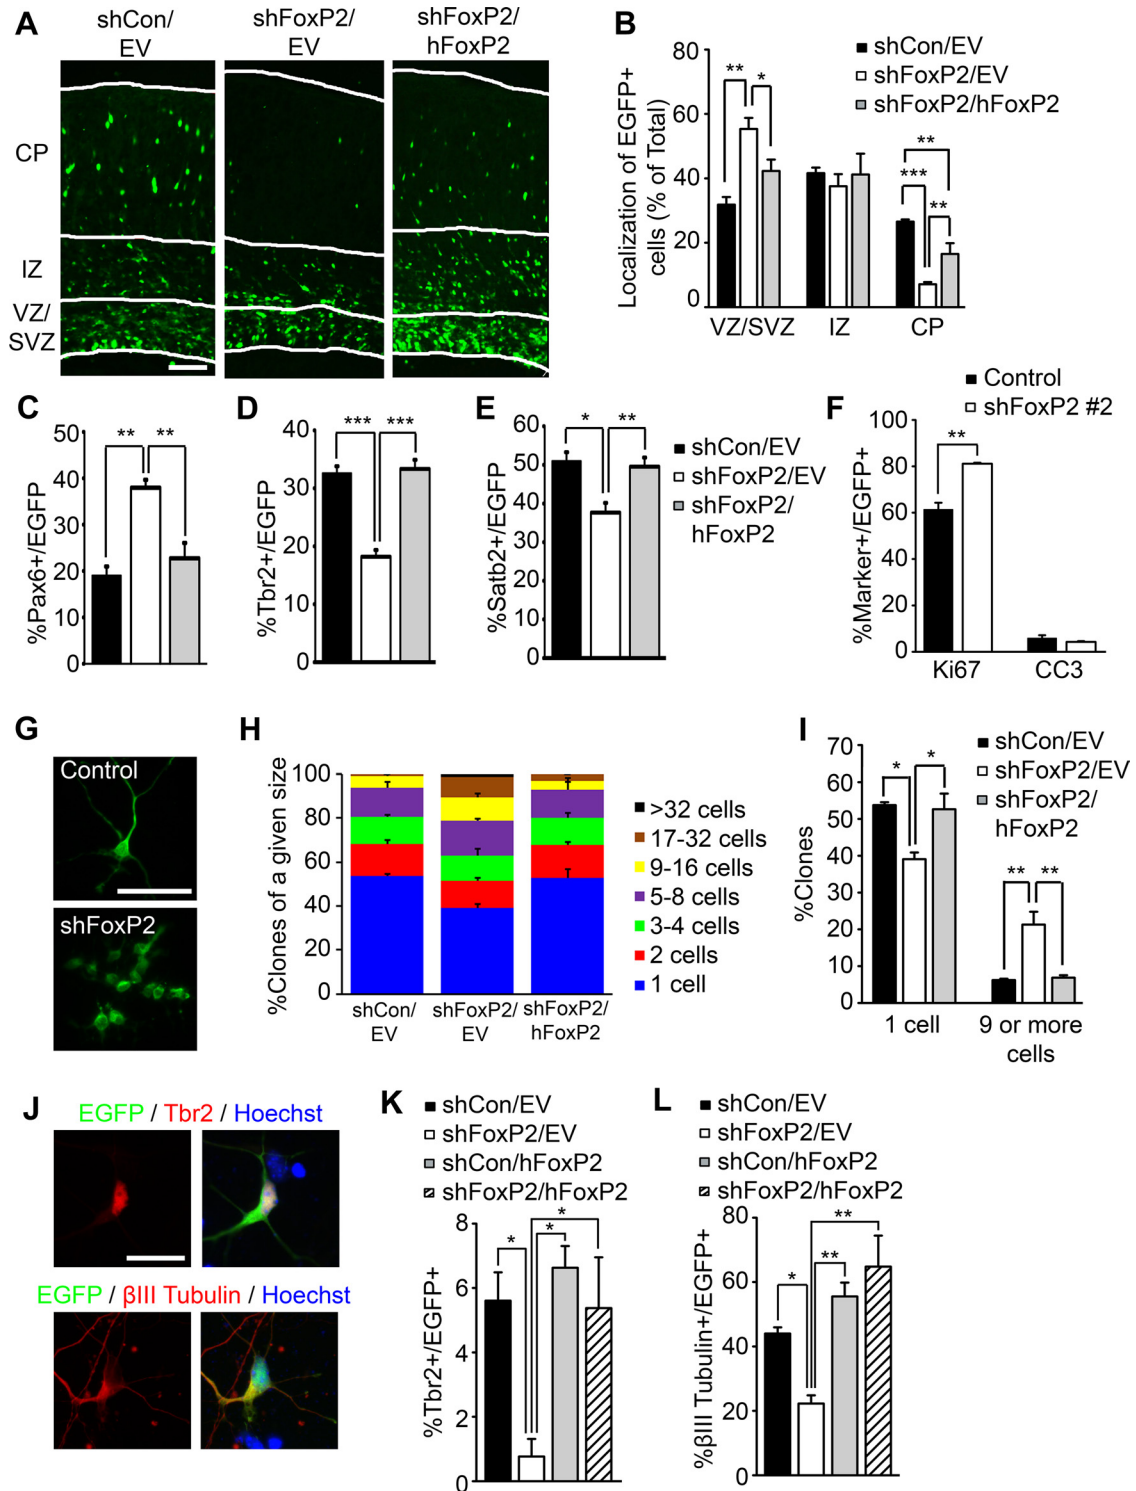 A
shCon/
EV
shFoxP2/
EV
shFoxP2/
hFoxP2
CP
IZ
VZ/
SVZ
B
shCon/EV
shFoxP2/EV
shFoxP2/hFoxP2
Localization of EGFP+
cells (% of Total)
80
60
40
20
0
**
*
**
***
**
VZ/SVZ
IZ
CP
C
%Pax6+/EGFP
50
40
30
20
10
0
**
**
D
%Tbr2+/EGFP
40
30
20
10
0
***
***
E
%Satb2+/EGFP
60
50
40
30
20
10
0
*
**
shCon/EV
shFoxP2/EV
shFoxP2/
hFoxP2
F
Control
shFoxP2 #2
%Marker+/EGFP+
100
80
60
40
20
0
**
Ki67
CC3
G
Control
shFoxP2
H
%Clones of a given size
100
80
60
40
20
0
shCon/
EV
shFoxP2/
EV
shFoxP2/
hFoxP2
>32 cells
17-32 cells
9-16 cells
5-8 cells
3-4 cells
2 cells
1 cell
I
shCon/EV
shFoxP2/EV
shFoxP2/
hFoxP2
%Clones
70
60
50
40
30
20
10
0
*
*
**
**
1 cell
9 or more
cells
J
EGFP / Tbr2 / Hoechst
EGFP / βIII Tubulin / Hoechst
K
shCon/EV
shFoxP2/EV
shCon/hFoxP2
shFoxP2/hFoxP2
%Tbr2+/EGFP+
8
6
4
2
0
*
*
*
L
shCon/EV
shFoxP2/EV
shCon/hFoxP2
shFoxP2/hFoxP2
%βIII Tubulin+/EGFP+
80
60
40
20
0
*
**
**